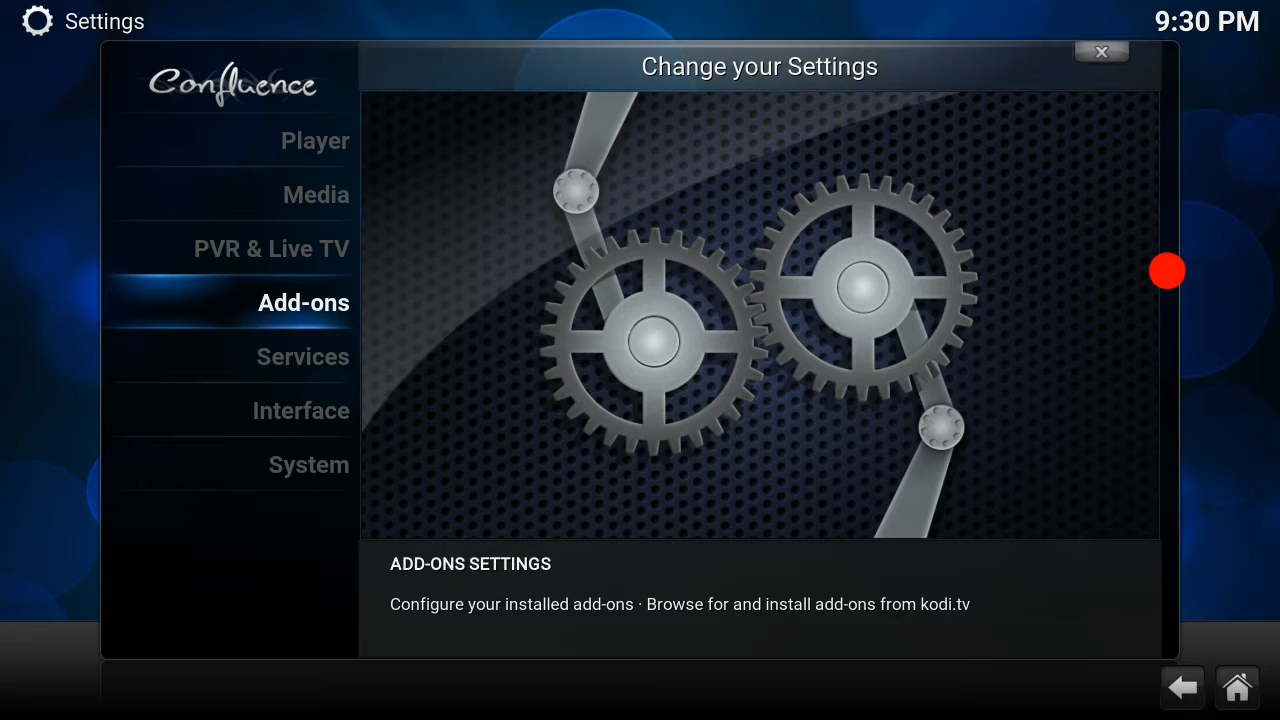 Settings
9:30 PM
Confluence
Change your Settings
Player
Media
PVR & Live TV
Add-ons
Services
Interface
System
ADD-ONS SETTINGS
Configure your installed add-ons · Browse for and install add-ons from kodi.tv